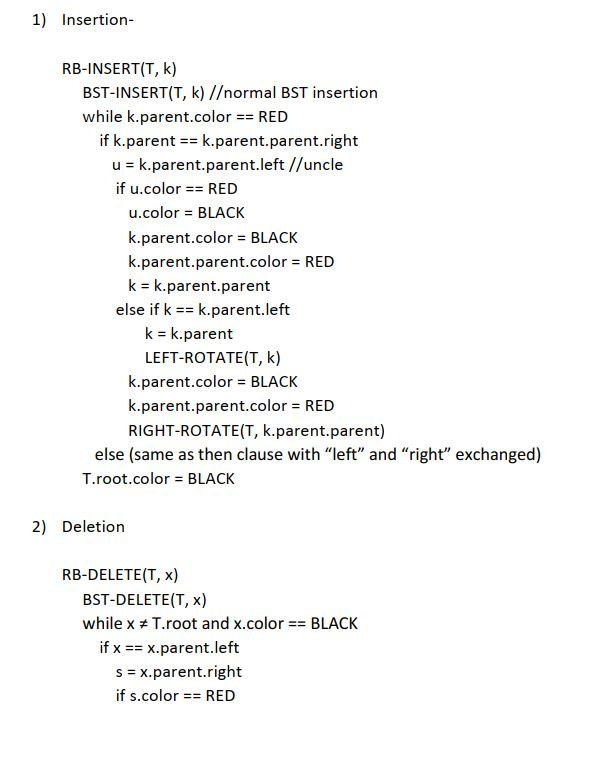 1) Insertion-
RB-INSERT(T, k)
BST-INSERT(T, k) //normal BST insertion
while k.parent.color == RED
if k.parent == k.parent.parent.right
u = k.parent.parent.left //uncle
if u.color == RED
u.color = BLACK
k.parent.color = BLACK
k.parent.parent.color = RED
k = k.parent.parent
else if k == k.parent.left
k = k.parent
LEFT-ROTATE(T, k)
k.parent.color = BLACK
k.parent.parent.color = RED
RIGHT-ROTATE(T, k.parent.parent)
else (same as then clause with “left” and “right” exchanged)
T.root.color = BLACK
2) Deletion
RB-DELETE(T, x)
BST-DELETE(T, x)
while x ≠ T.root and x.color == BLACK
if x == x.parent.left
s = x.parent.right
if s.color == RED